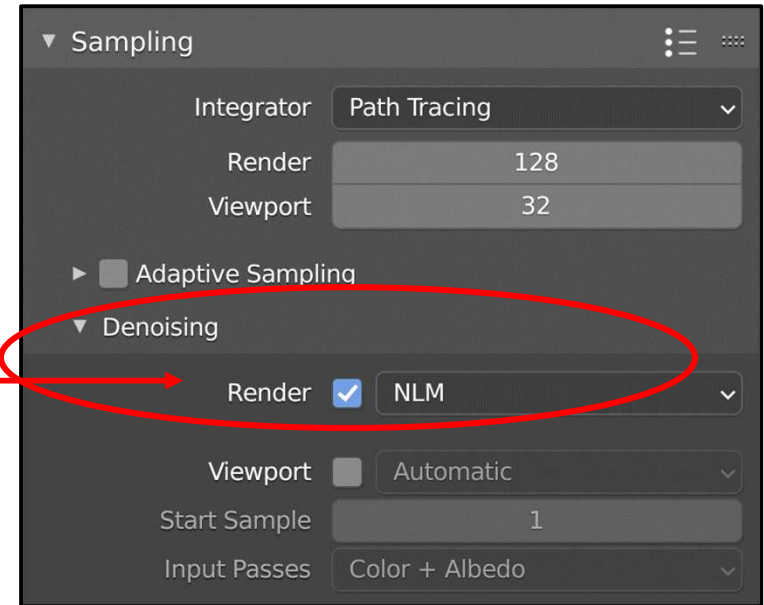 Sampling
Integrator Path Tracing
Render 128
Viewport 32
Adaptive Sampling
Denoising
Render NLM
Viewport Automatic
Start Sample 1
Input Passes Color + Albedo